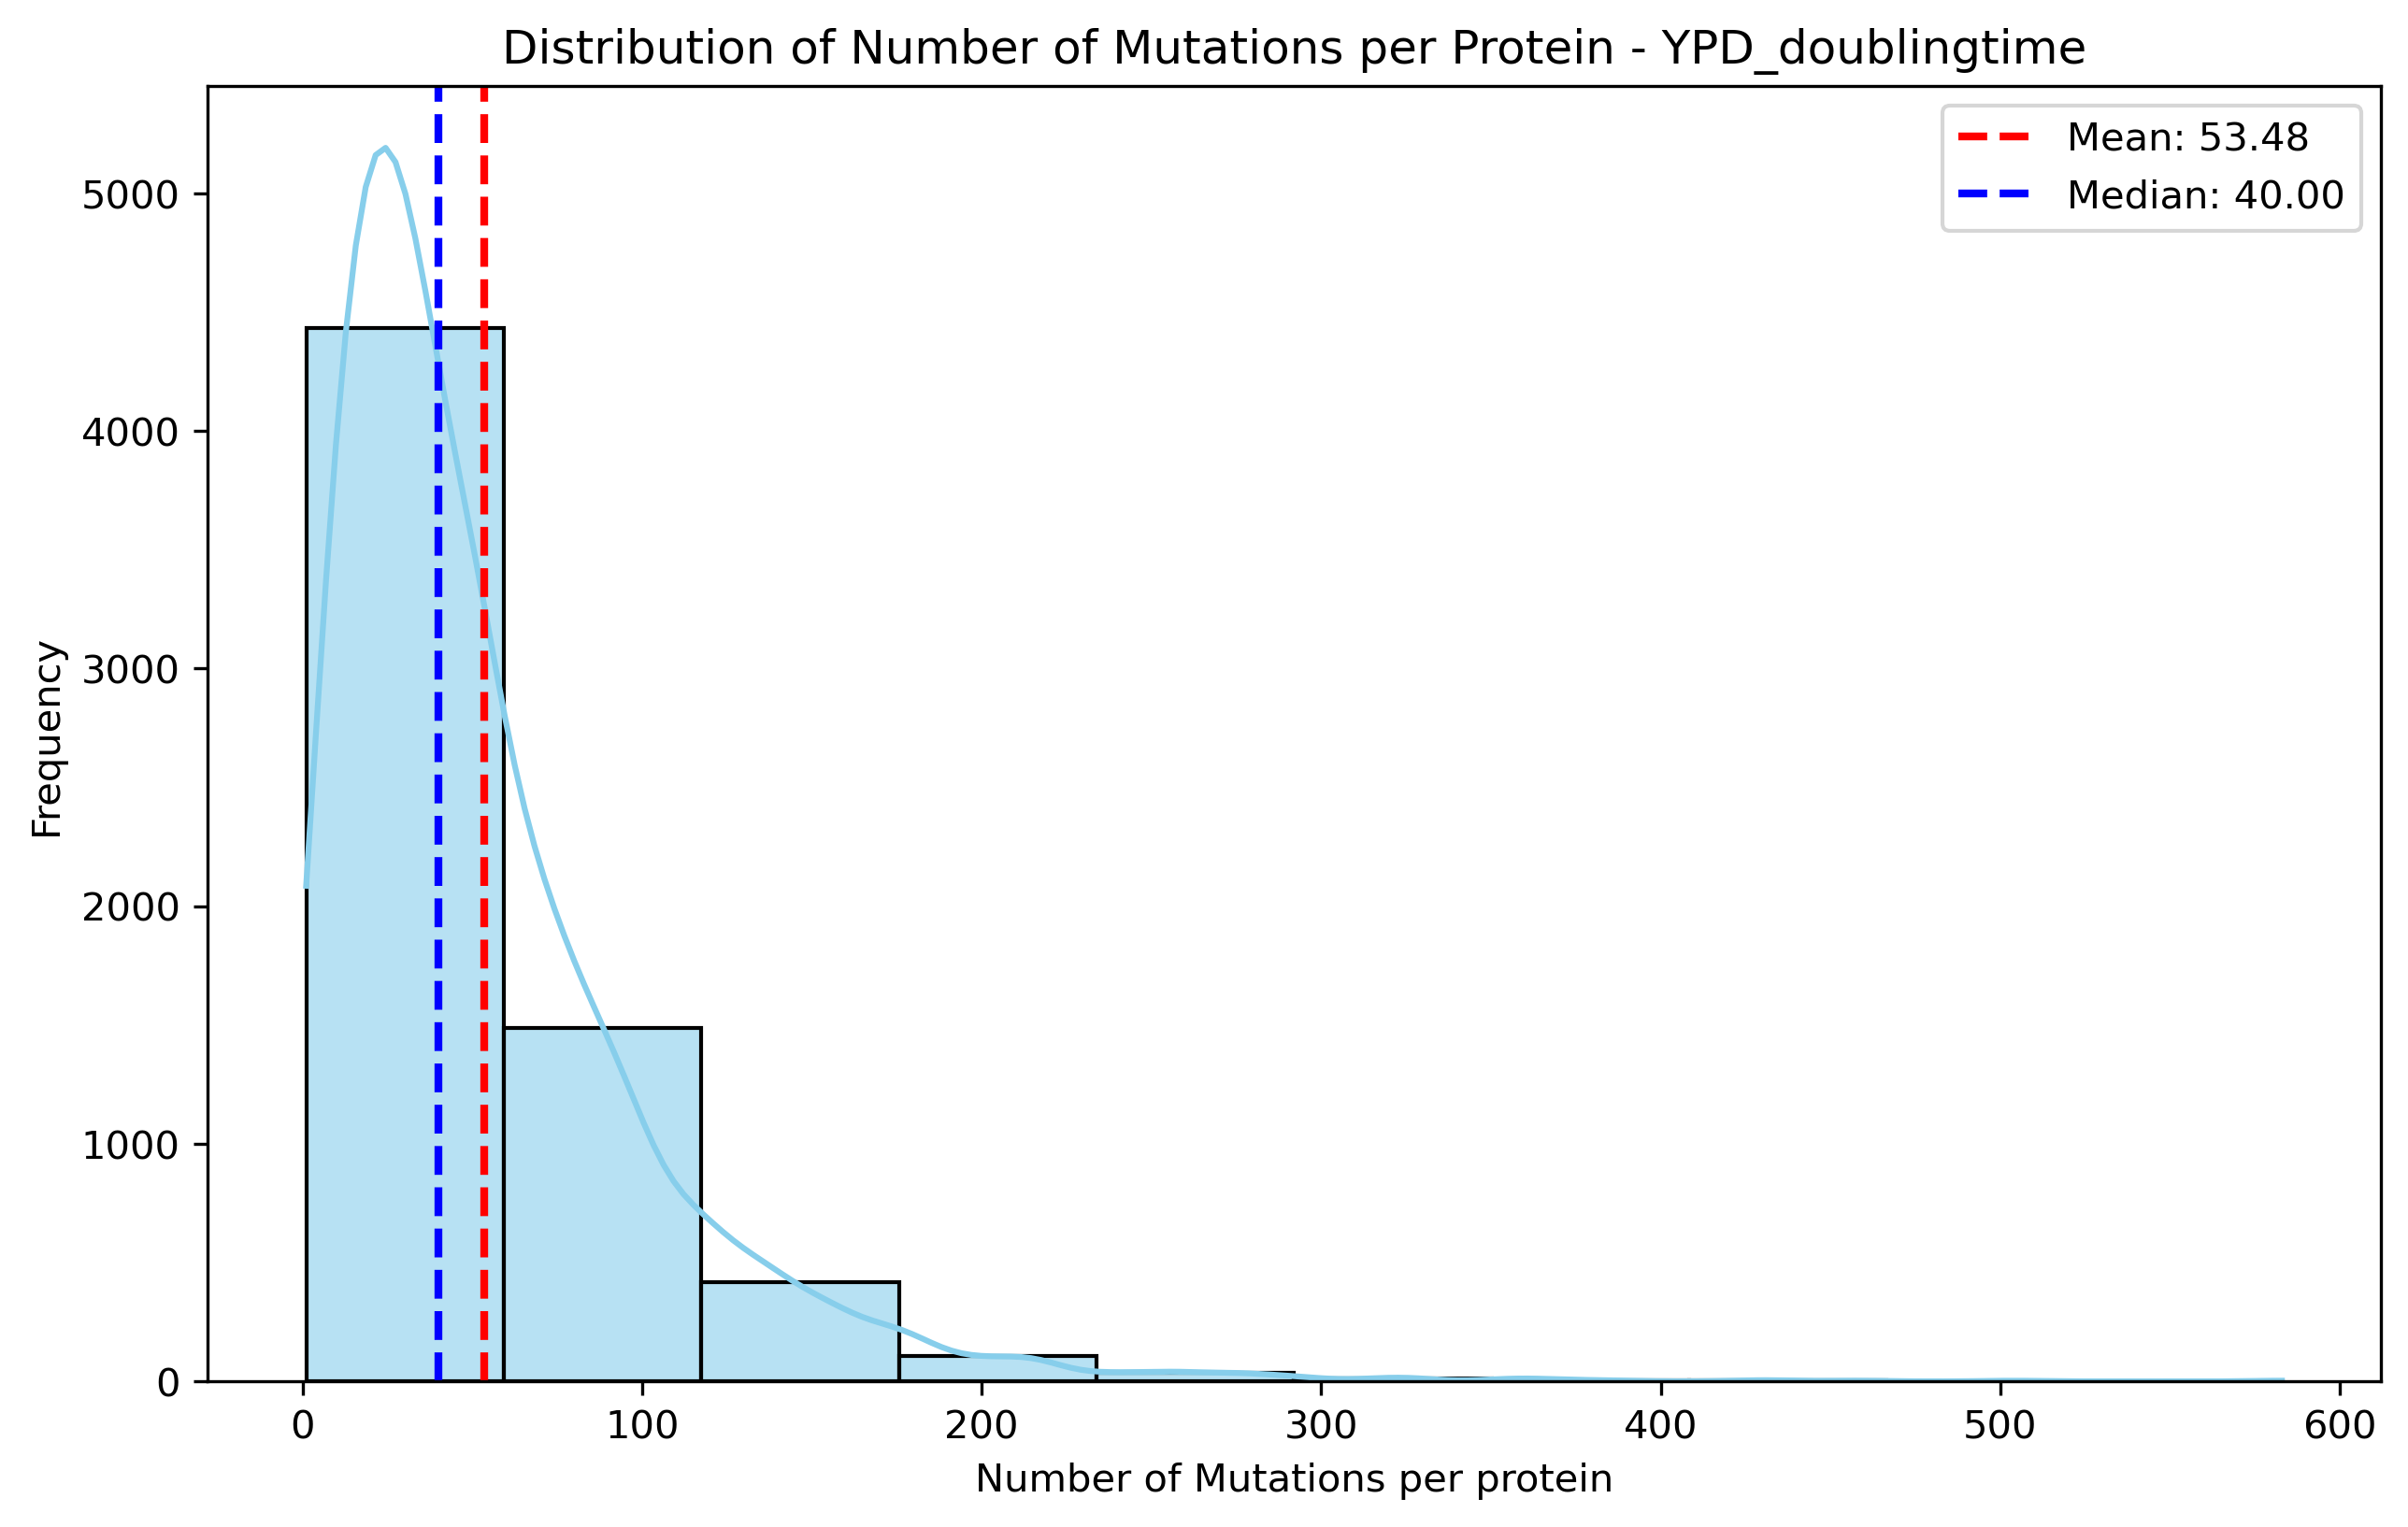 Distribution of Number of Mutations per Protein - YPD_doublingtime
Mean: 53.48
Median: 40.00
5000
4000
3000
2000
1000
0
Frequency
0 100 200 300 400 500 600
Number of Mutations per protein